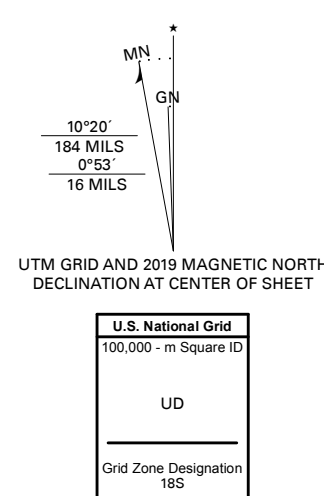 ★
MN
GN
10°20´
184 MILS
0°53´
16 MILS
UTM GRID AND 2019 MAGNETIC NORTH
DECLINATION AT CENTER OF SHEET
U.S. National Grid
100,000 - m Square ID
UD
Grid Zone Designation
18S